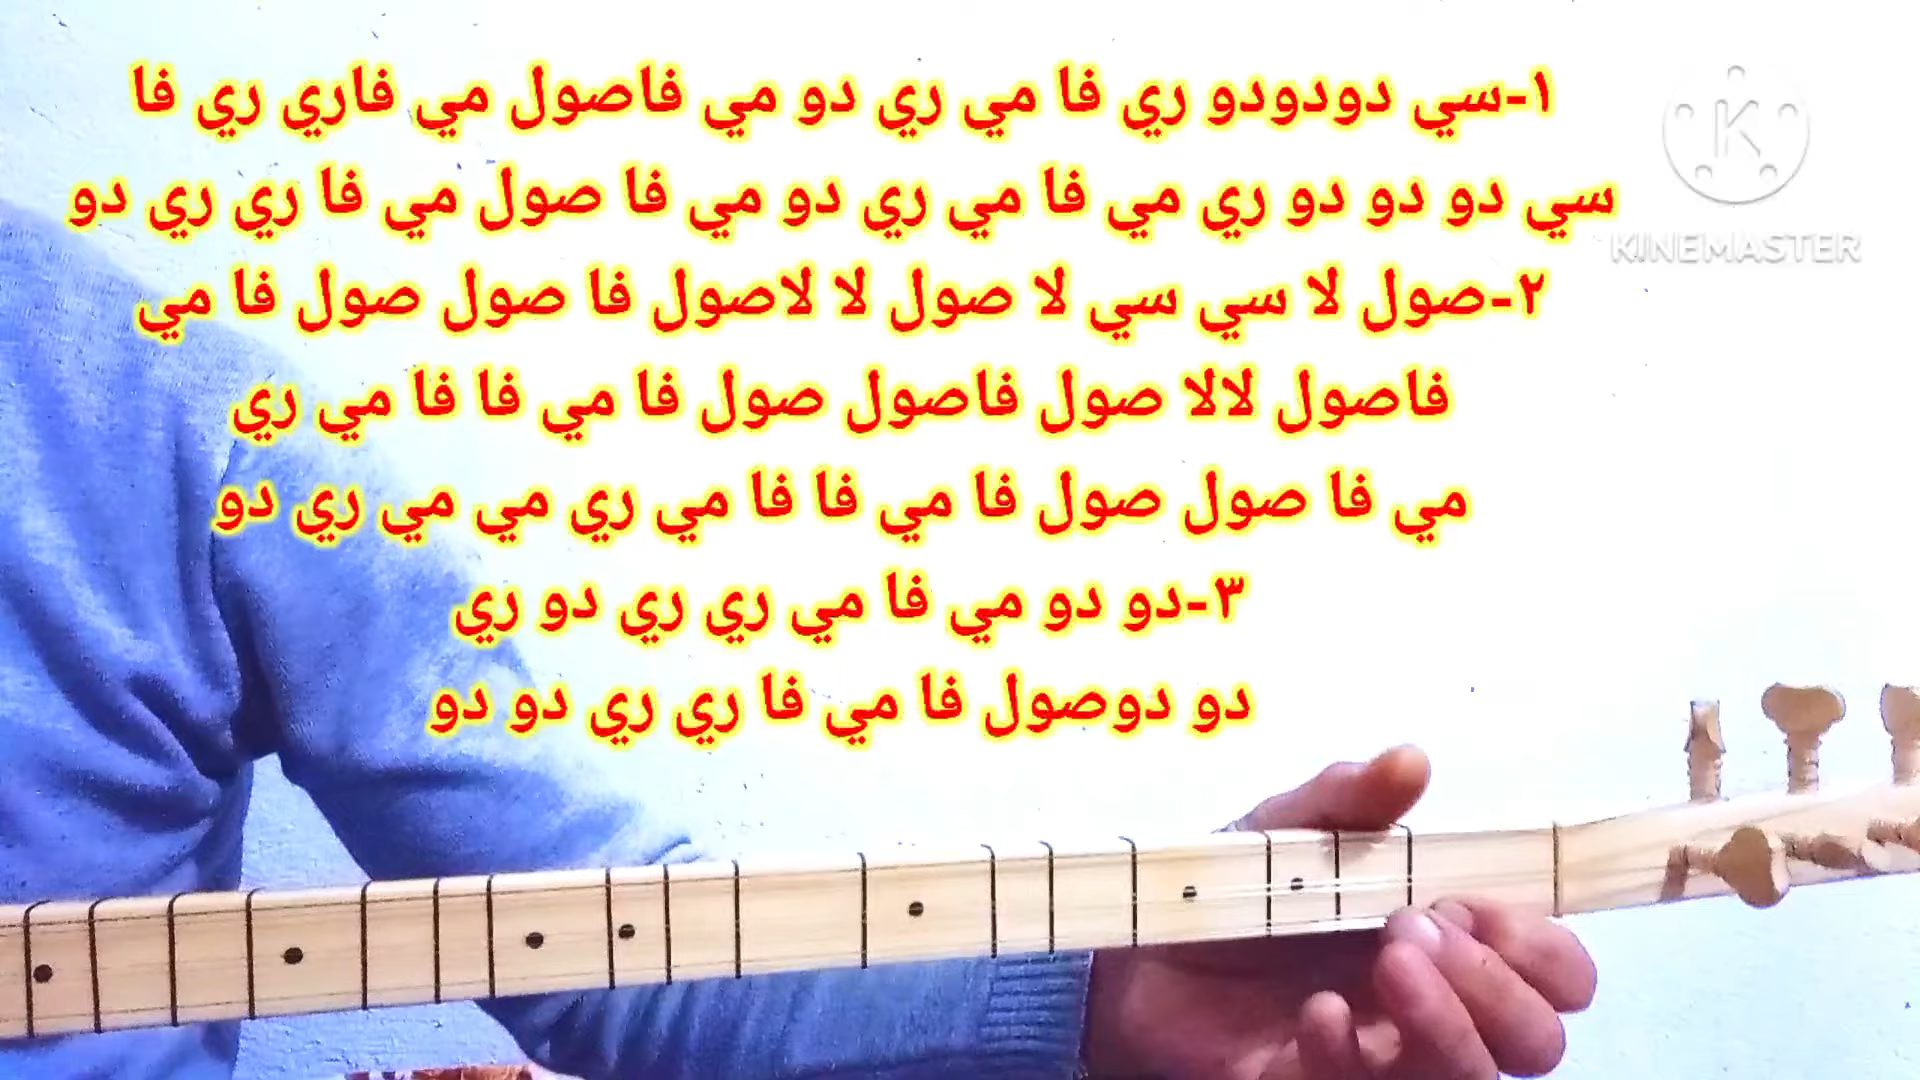 ١-سي دودودو ري فا مي ري دو مي فاصول مي فاري ري فا
سي دو دو دو ري مي فا مي ري دو مي فا صول مي فا ري ري دو
٢-صول لا سي سي لا صول لا لاصول فا صول صول فا مي
فاصول لالا صول فاصول صول فا مي فا فا مي ري
مي فا صول صول فا مي فا فا مي ري مي مي ري دو
٣-دو دو مي فا مي ري ري دو ري
دو دوصول فا مي فا ري ري دو دو
K
KINEMASTER